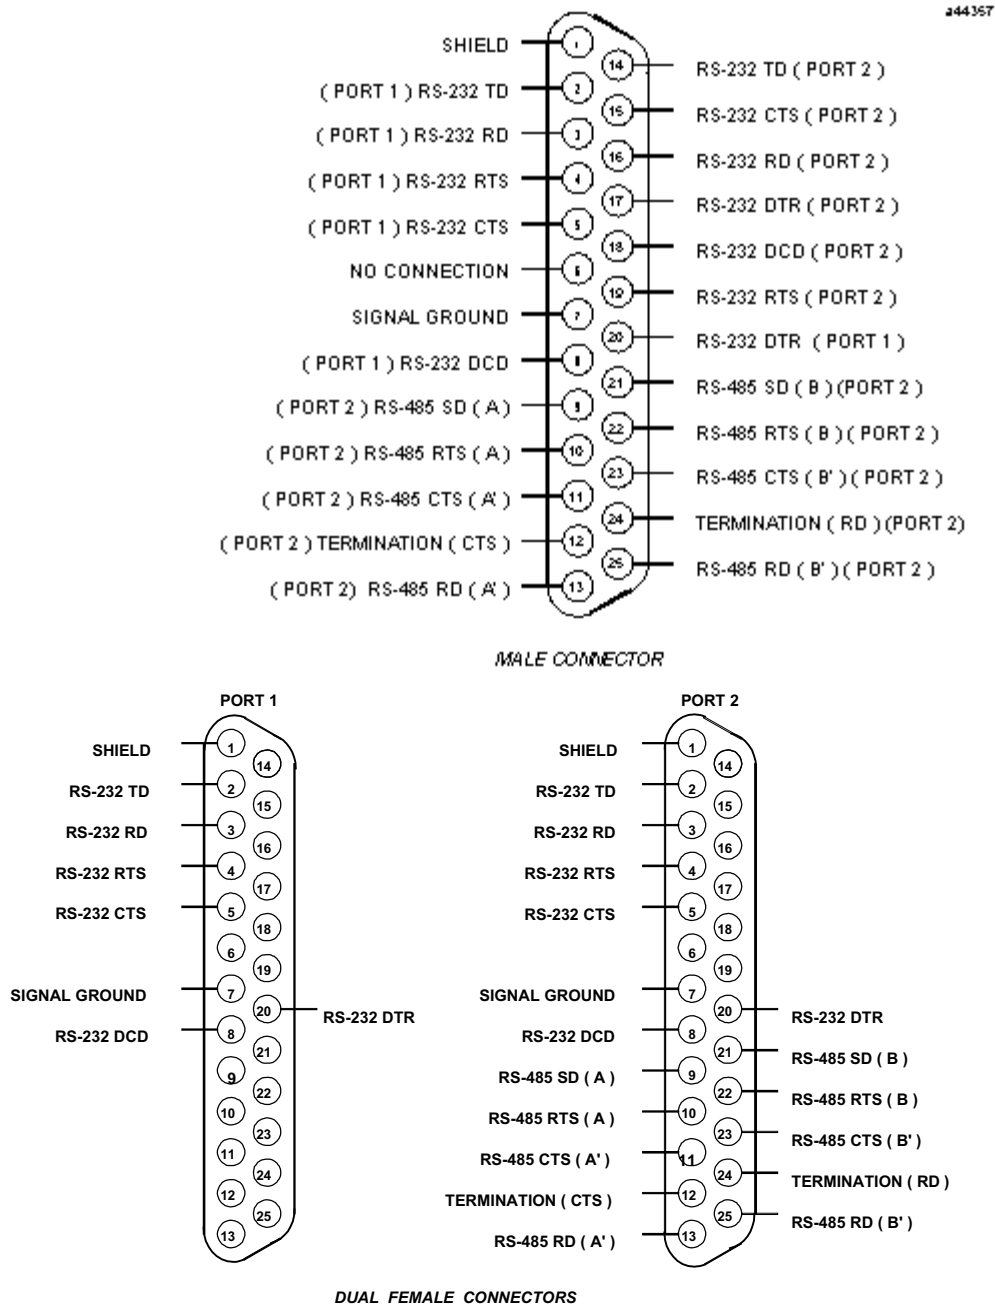 a44357
SHIELD
( PORT 1 ) RS-232 TD
( PORT 1 ) RS-232 RD
( PORT 1 ) RS-232 RTS
( PORT 1 ) RS-232 CTS
NO CONNECTION
SIGNAL GROUND
( PORT 1 ) RS-232 DCD
( PORT 2 ) RS-485 SD ( A )
( PORT 2 ) RS-485 RTS ( A )
( PORT 2 ) RS-485 CTS ( A' )
( PORT 2 ) TERMINATION ( CTS )
( PORT 2) RS-485 RD ( A' )
1
2
3
4
5
6
7
8
9
10
11
12
13
14
15
16
17
18
19
20
21
22
23
24
25
RS-232 TD ( PORT 2 )
RS-232 CTS ( PORT 2 )
RS-232 RD ( PORT 2 )
RS-232 DTR ( PORT 2 )
RS-232 DCD ( PORT 2 )
RS-232 RTS ( PORT 2 )
RS-232 DTR ( PORT 1 )
RS-485 SD ( B ) (PORT 2 )
RS-485 RTS ( B ) ( PORT 2 )
RS-485 CTS ( B' ) ( PORT 2 )
TERMINATION ( RD ) (PORT 2)
RS-485 RD ( B' ) ( PORT 2 )
MALE CONNECTOR
PORT 1
SHIELD
RS-232 TD
RS-232 RD
RS-232 RTS
RS-232 CTS
SIGNAL GROUND
RS-232 DCD
1
2
3
4
5
6
7
8
9
10
11
12
13
14
15
16
17
18
19
20
21
22
23
24
25
RS-232 DTR
PORT 2
SHIELD
RS-232 TD
RS-232 RD
RS-232 RTS
RS-232 CTS
SIGNAL GROUND
RS-232 DCD
RS-485 SD ( A )
RS-485 RTS ( A )
RS-485 CTS ( A' )
TERMINATION ( CTS )
RS-485 RD ( A' )
1
2
3
4
5
6
7
8
9
10
11
12
13
14
15
16
17
18
19
20
21
22
23
24
25
RS-232 DTR
RS-485 SD ( B )
RS-485 RTS ( B )
RS-485 CTS ( B' )
TERMINATION ( RD )
RS-485 RD ( B' )
DUAL FEMALE CONNECTORS